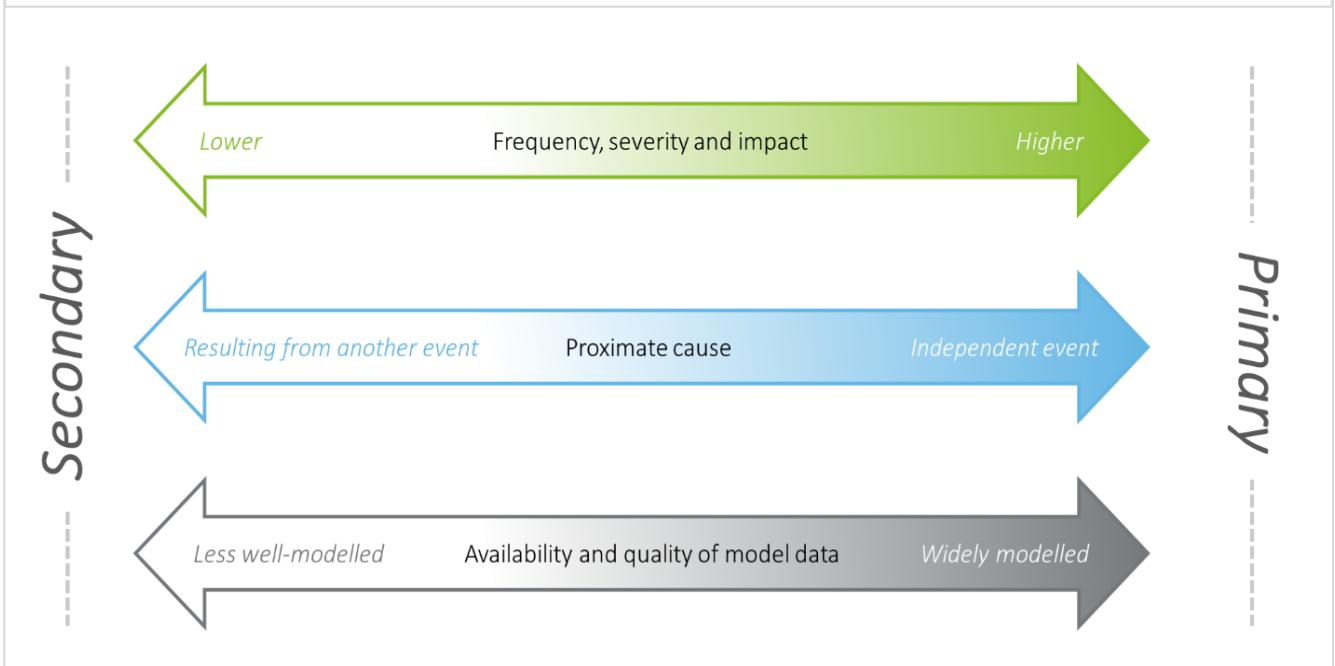 Secondary
Lower Frequency, severity and impact Higher
Resulting from another event Proximate cause Independent event
Less well-modelled Availability and quality of model data Widely modelled
Primary